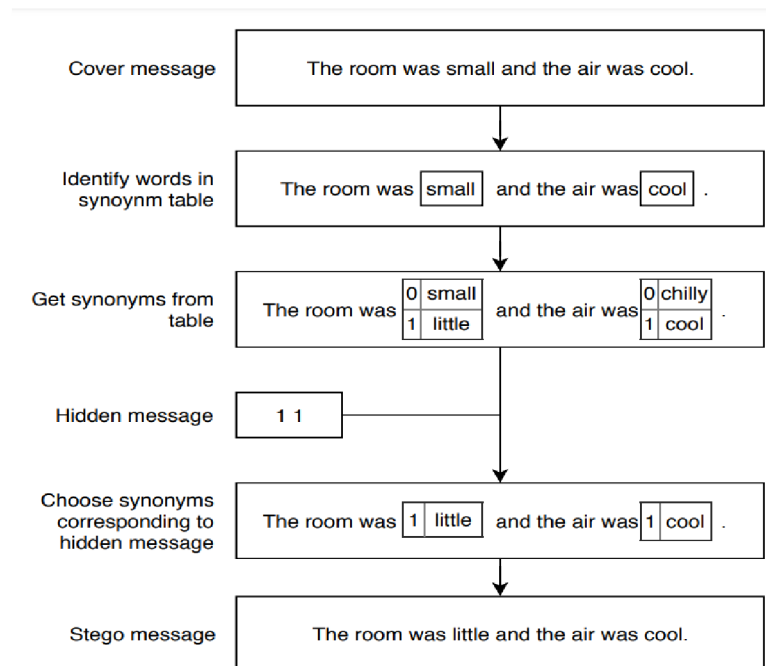 Cover message
The room was small and the air was cool.
Identify words in
synoynm table
The room was small and the air was cool .
Get synonyms from
table
The room was 0 small 1 little and the air was 0 chilly 1 cool .
Hidden message
1 1
Choose synonyms
corresponding to
hidden message
The room was 1 little and the air was 1 cool .
Stego message
The room was little and the air was cool.